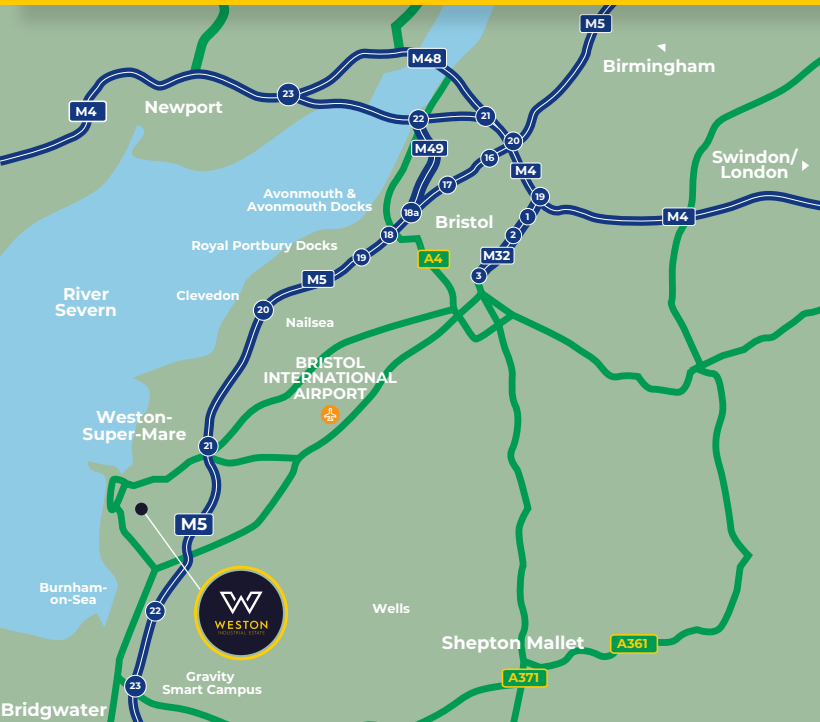 M5
M48
Birmingham
23
M4
Newport
22
21
20
M49
16
Swindon/
London
M4
17
Avonmouth &
Avonmouth Docks
19
18a
1
M4
Bristol
18
2
Royal Portbury Docks
19
A4
M32
3
M5
River
Severn
Clevedon
20
Nailsea
BRISTOL
INTERNATIONAL
AIRPORT
Weston-
Super-Mare
21
M5
Burnham-
on-Sea
22
WESTON
INDUSTRIAL ESTATE
Wells
Shepton Mallet
A361
Gravity
Smart Campus
23
A371
Bridgwater